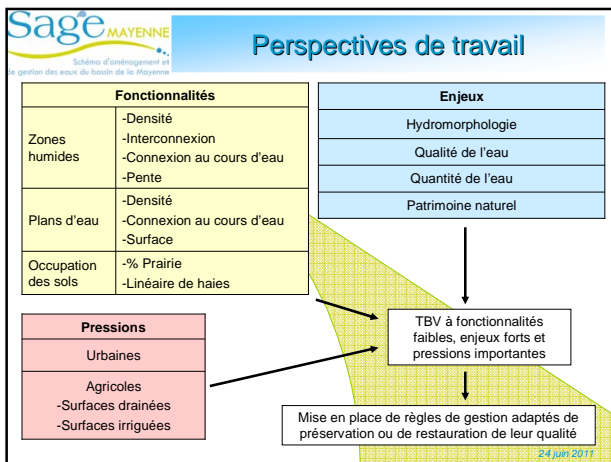 Sage MAYENNE
Schéma d'aménagement et
de gestion des eaux du bassin de la Mayenne
Perspectives de travail
Fonctionnalités
Zones
humides
-Densité
-Interconnexion
-Connexion au cours d'eau
-Pente
Plans d'eau
-Densité
-Connexion au cours d'eau
-Surface
Occupation
des sols
-% Prairie
-Linéaire de haies
Enjeux
Hydromorphologie
Qualité de l'eau
Quantité de l'eau
Patrimoine naturel
Pressions
Urbaines
Agricoles
-Surfaces drainées
-Surfaces irriguées
TBV à fonctionnalités
faibles, enjeux forts et
pressions importantes
Mise en place de règles de gestion adaptés de
préservation ou de restauration de leur qualité
24 juin 2011